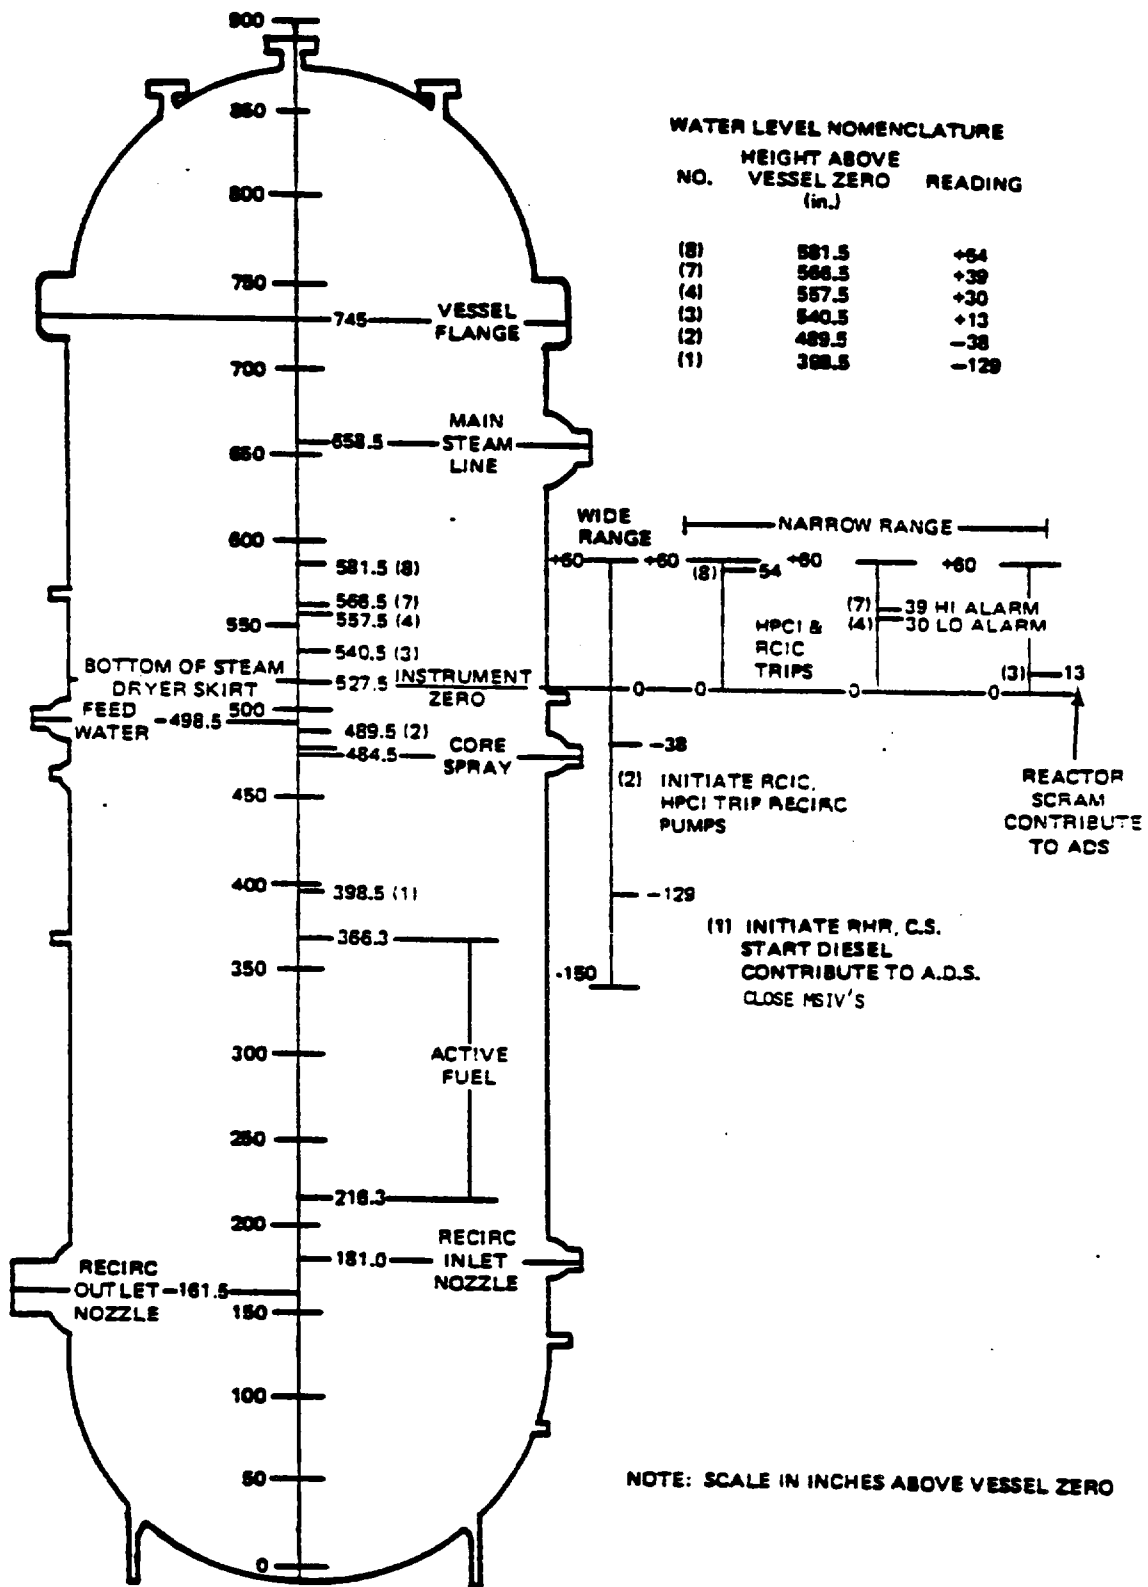 900
850
800
750
700
650
600
550
500
450
400
350
300
250
200
150
100
50
0
745
VESSEL
FLANGE
658.5
MAIN
STEAM
LINE
581.5 (8)
566.5 (7)
557.5 (4)
540.5 (3)
BOTTOM OF STEAM
DRYER SKIRT
527.5 INSTRUMENT
ZERO
FEED
WATER
498.5
489.5 (2)
484.5
CORE
SPRAY
398.5 (1)
366.3
ACTIVE
FUEL
216.3
181.0
RECIRC
INLET
NOZZLE
RECIRC
OUTLET
NOZZLE
161.5
WATER LEVEL NOMENCLATURE
NO. HEIGHT ABOVE VESSEL ZERO (in.) READING
(8) 581.5 +54
(7) 566.5 +39
(4) 557.5 +30
(3) 540.5 +13
(2) 489.5 -38
(1) 398.5 -129
WIDE
RANGE
NARROW RANGE
+60 +60 +60 +60
(8) 54
(7) 39 HI ALARM
(4) 30 LO ALARM
HPCI &
RCIC
TRIPS
(3) 13
0 0 0 0
-38
(2) INITIATE RCIC,
HPCI TRIP RECIRC
PUMPS
REACTOR
SCRAM
CONTRIBUTE
TO ADS
-129
(1) INITIATE RHR, C.S.
START DIESEL
CONTRIBUTE TO A.D.S.
CLOSE MSIV'S
-150
NOTE: SCALE IN INCHES ABOVE VESSEL ZERO